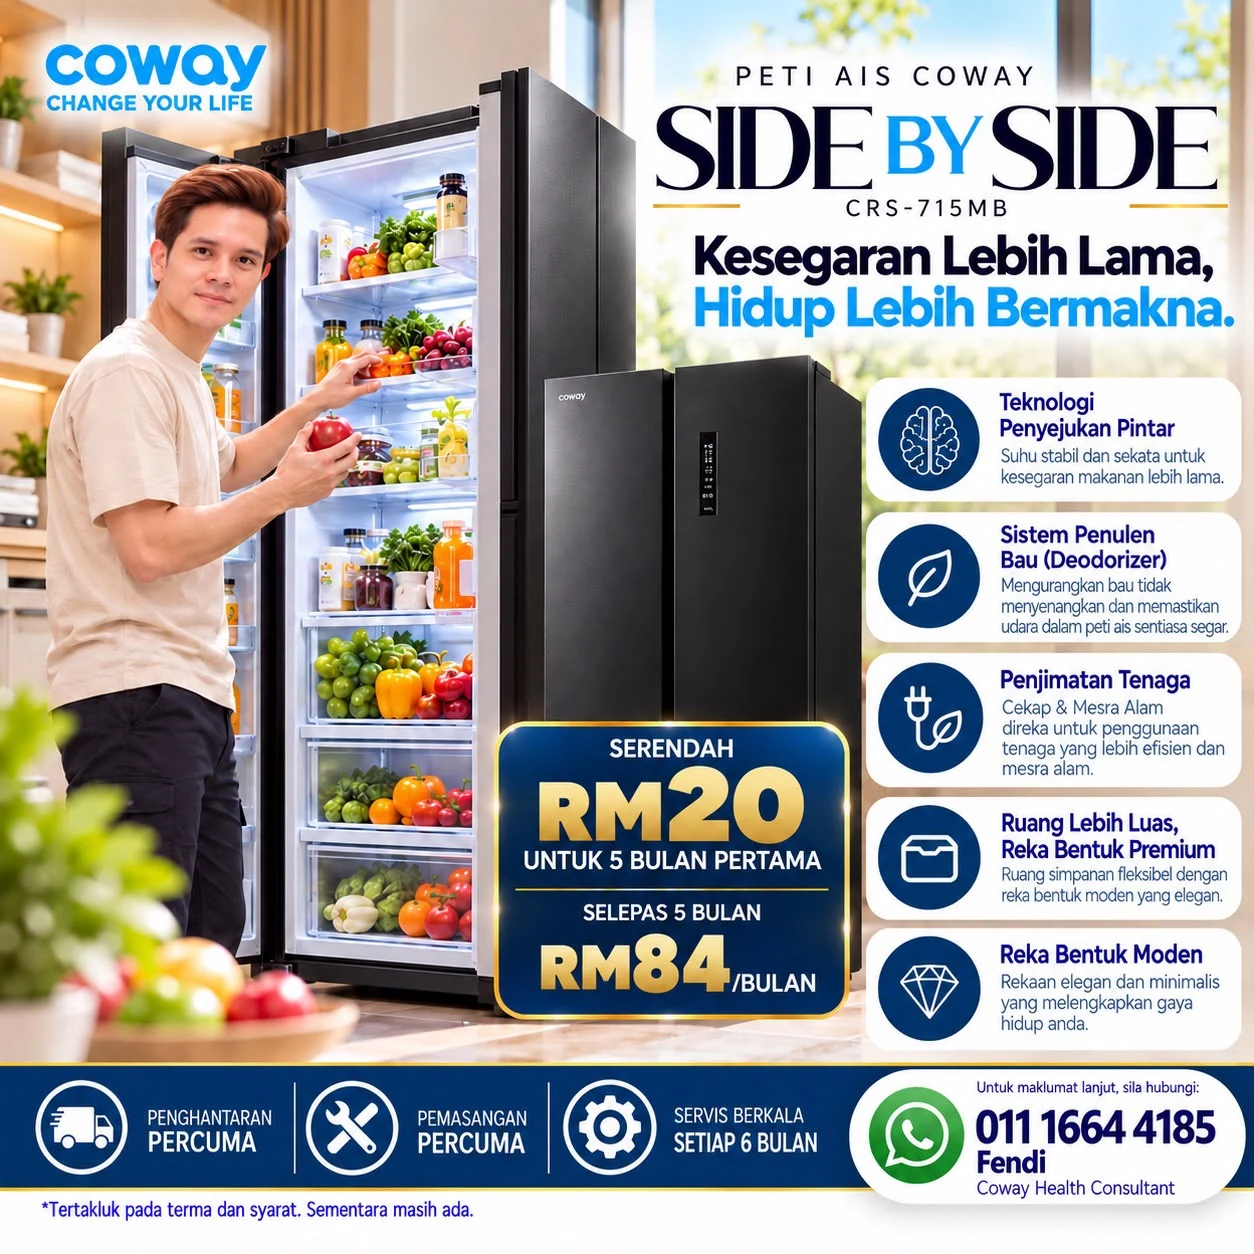 coway
CHANGE YOUR LIFE
PETI AIS COWAY
SIDE BY SIDE
CRS-715MB
Kesegaran Lebih Lama,
Hidup Lebih Bermakna.
coway
Teknologi
Penyejukan Pintar
Suhu stabil dan sekata untuk
kesegaran makanan lebih lama.
Sistem Penulen
Bau (Deodorizer)
Mengurangkan bau tidak
menyenangkan dan memastikan
udara dalam peti ais sentiasa segar.
Penjimatan Tenaga
Cekap & Mesra Alam
direka untuk penggunaan
tenaga yang lebih efisien dan
mesra alam.
Ruang Lebih Luas,
Reka Bentuk Premium
Ruang simpanan fleksibel dengan
reka bentuk moden yang elegan.
Reka Bentuk Moden
Rekaan elegan dan minimalis
yang melengkapkan gaya
hidup anda.
SERENDAH
RM20
UNTUK 5 BULAN PERTAMA
SELEPAS 5 BULAN
RM84/BULAN
PENGHANTARAN
PERCUMA
PEMASANGAN
PERCUMA
SERVIS BERKALA
SETIAP 6 BULAN
Untuk maklumat lanjut, sila hubungi:
011 1664 4185
Fendi
Coway Health Consultant
*Tertakluk pada terma dan syarat. Sementara masih ada.